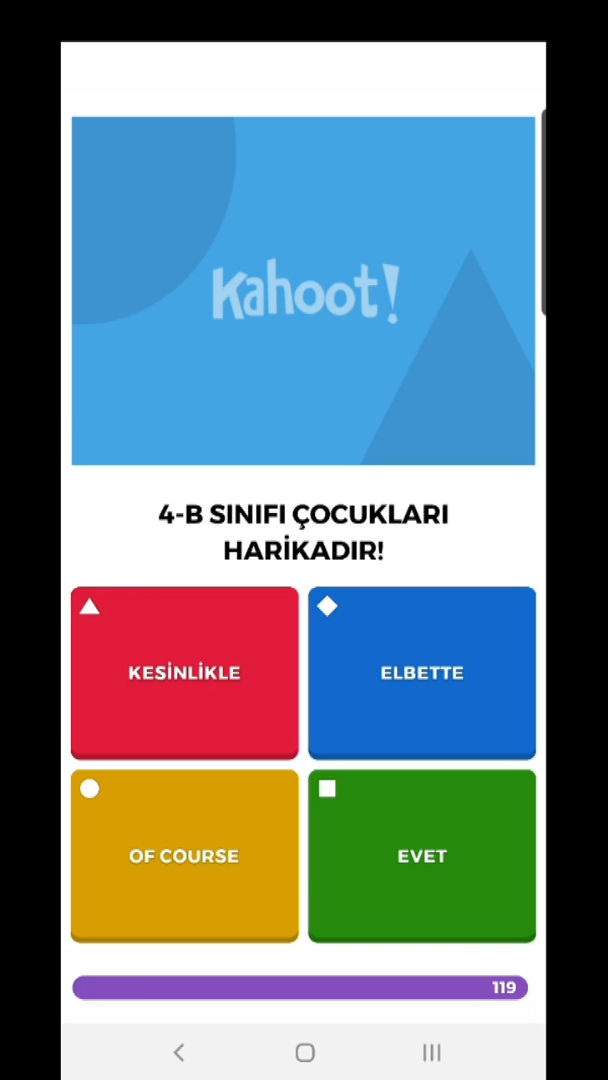 Kahoot!
4-B SINIFI ÇOCUKLARI
HARİKADIR!
KESİNLİKLE
ELBETTE
OF COURSE
EVET
119